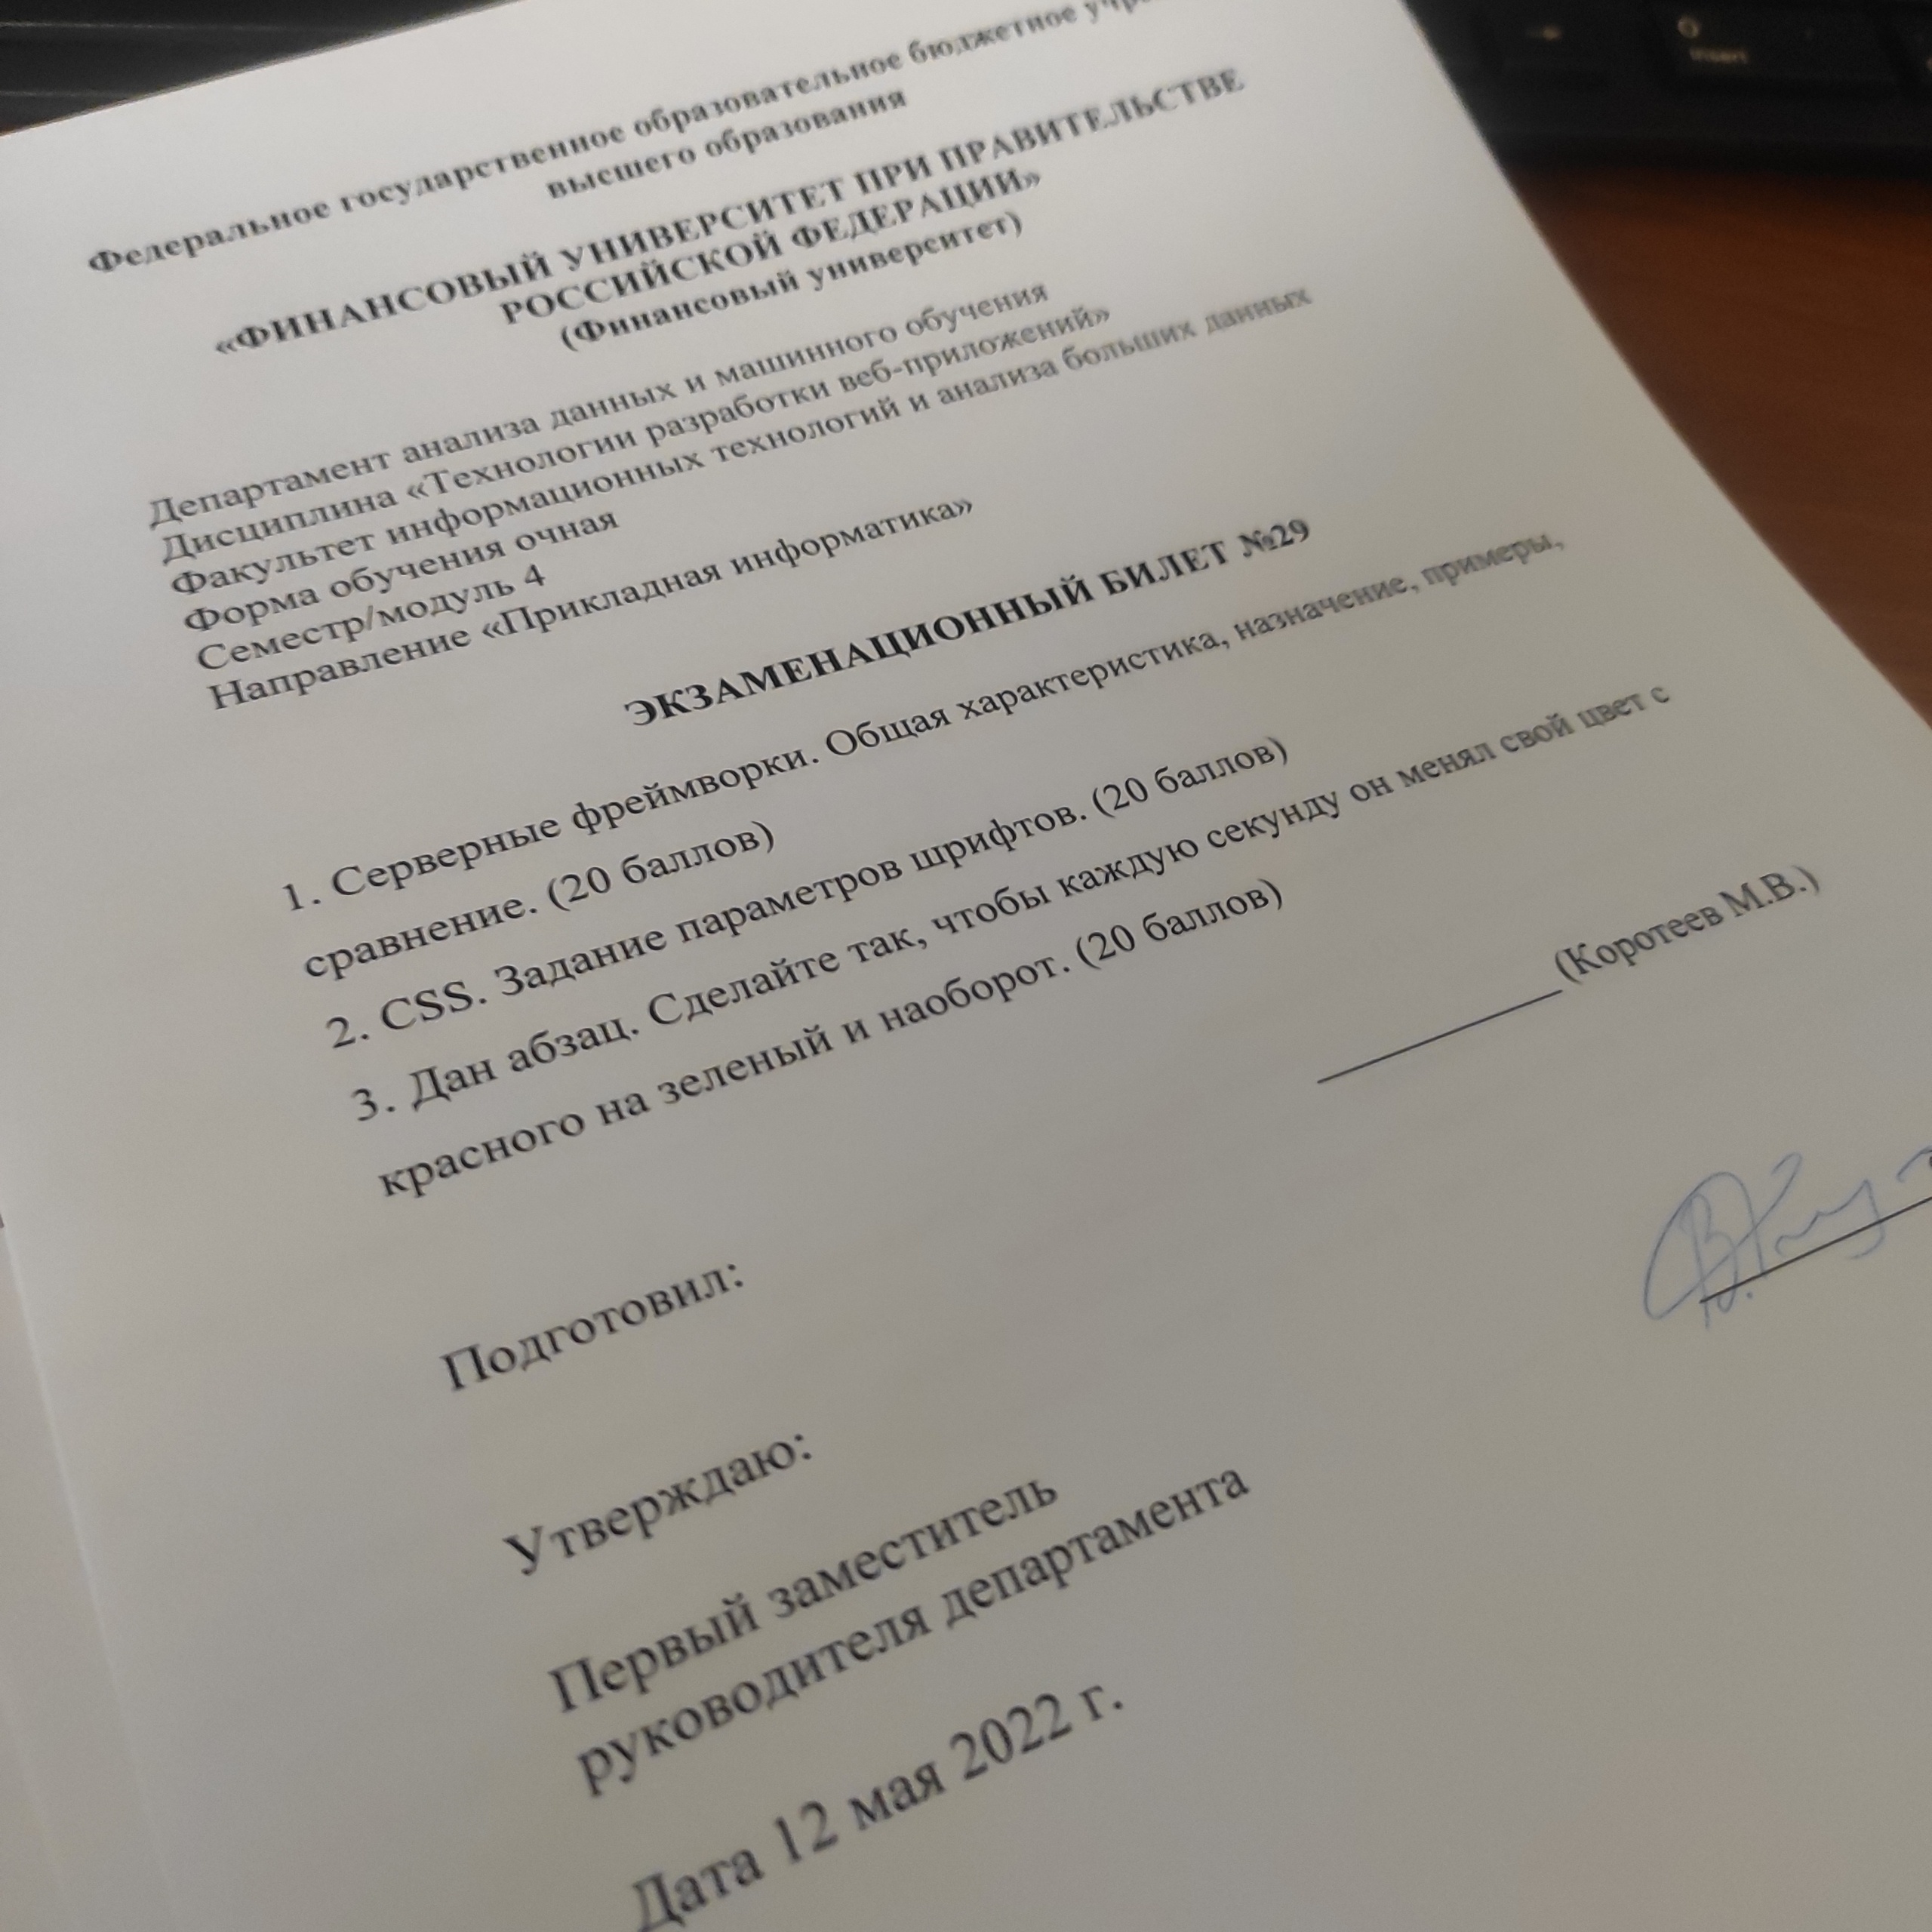 Федеральное государственное образовательное бюджетное
высшего образования
«ФИНАНСОВЫЙ УНИВЕРСИТЕТ ПРИ ПРАВИТЕЛЬСТВЕ
РОССИЙСКОЙ ФЕДЕРАЦИИ»
(Финансовый университет)
Департамент анализа данных и машинного обучения
Дисциплина «Технологии разработки веб-приложений»
Факультет информационных технологий и анализа больших данных
Форма обучения очная
Семестр/модуль 4
Направление «Прикладная информатика»
ЭКЗАМЕНАЦИОННЫЙ БИЛЕТ №29
1. Серверные фреймворки. Общая характеристика, назначение, примеры,
сравнение. (20 баллов)
2. CSS. Задание параметров шрифтов. (20 баллов)
3. Дан абзац. Сделайте так, чтобы каждую секунду он менял свой цвет с
красного на зеленый и наоборот. (20 баллов)
Подготовил: (Коротеев М.В.)
Утверждаю:
Первый заместитель
руководителя департамента
Дата 12 мая 2022 г.
Insert